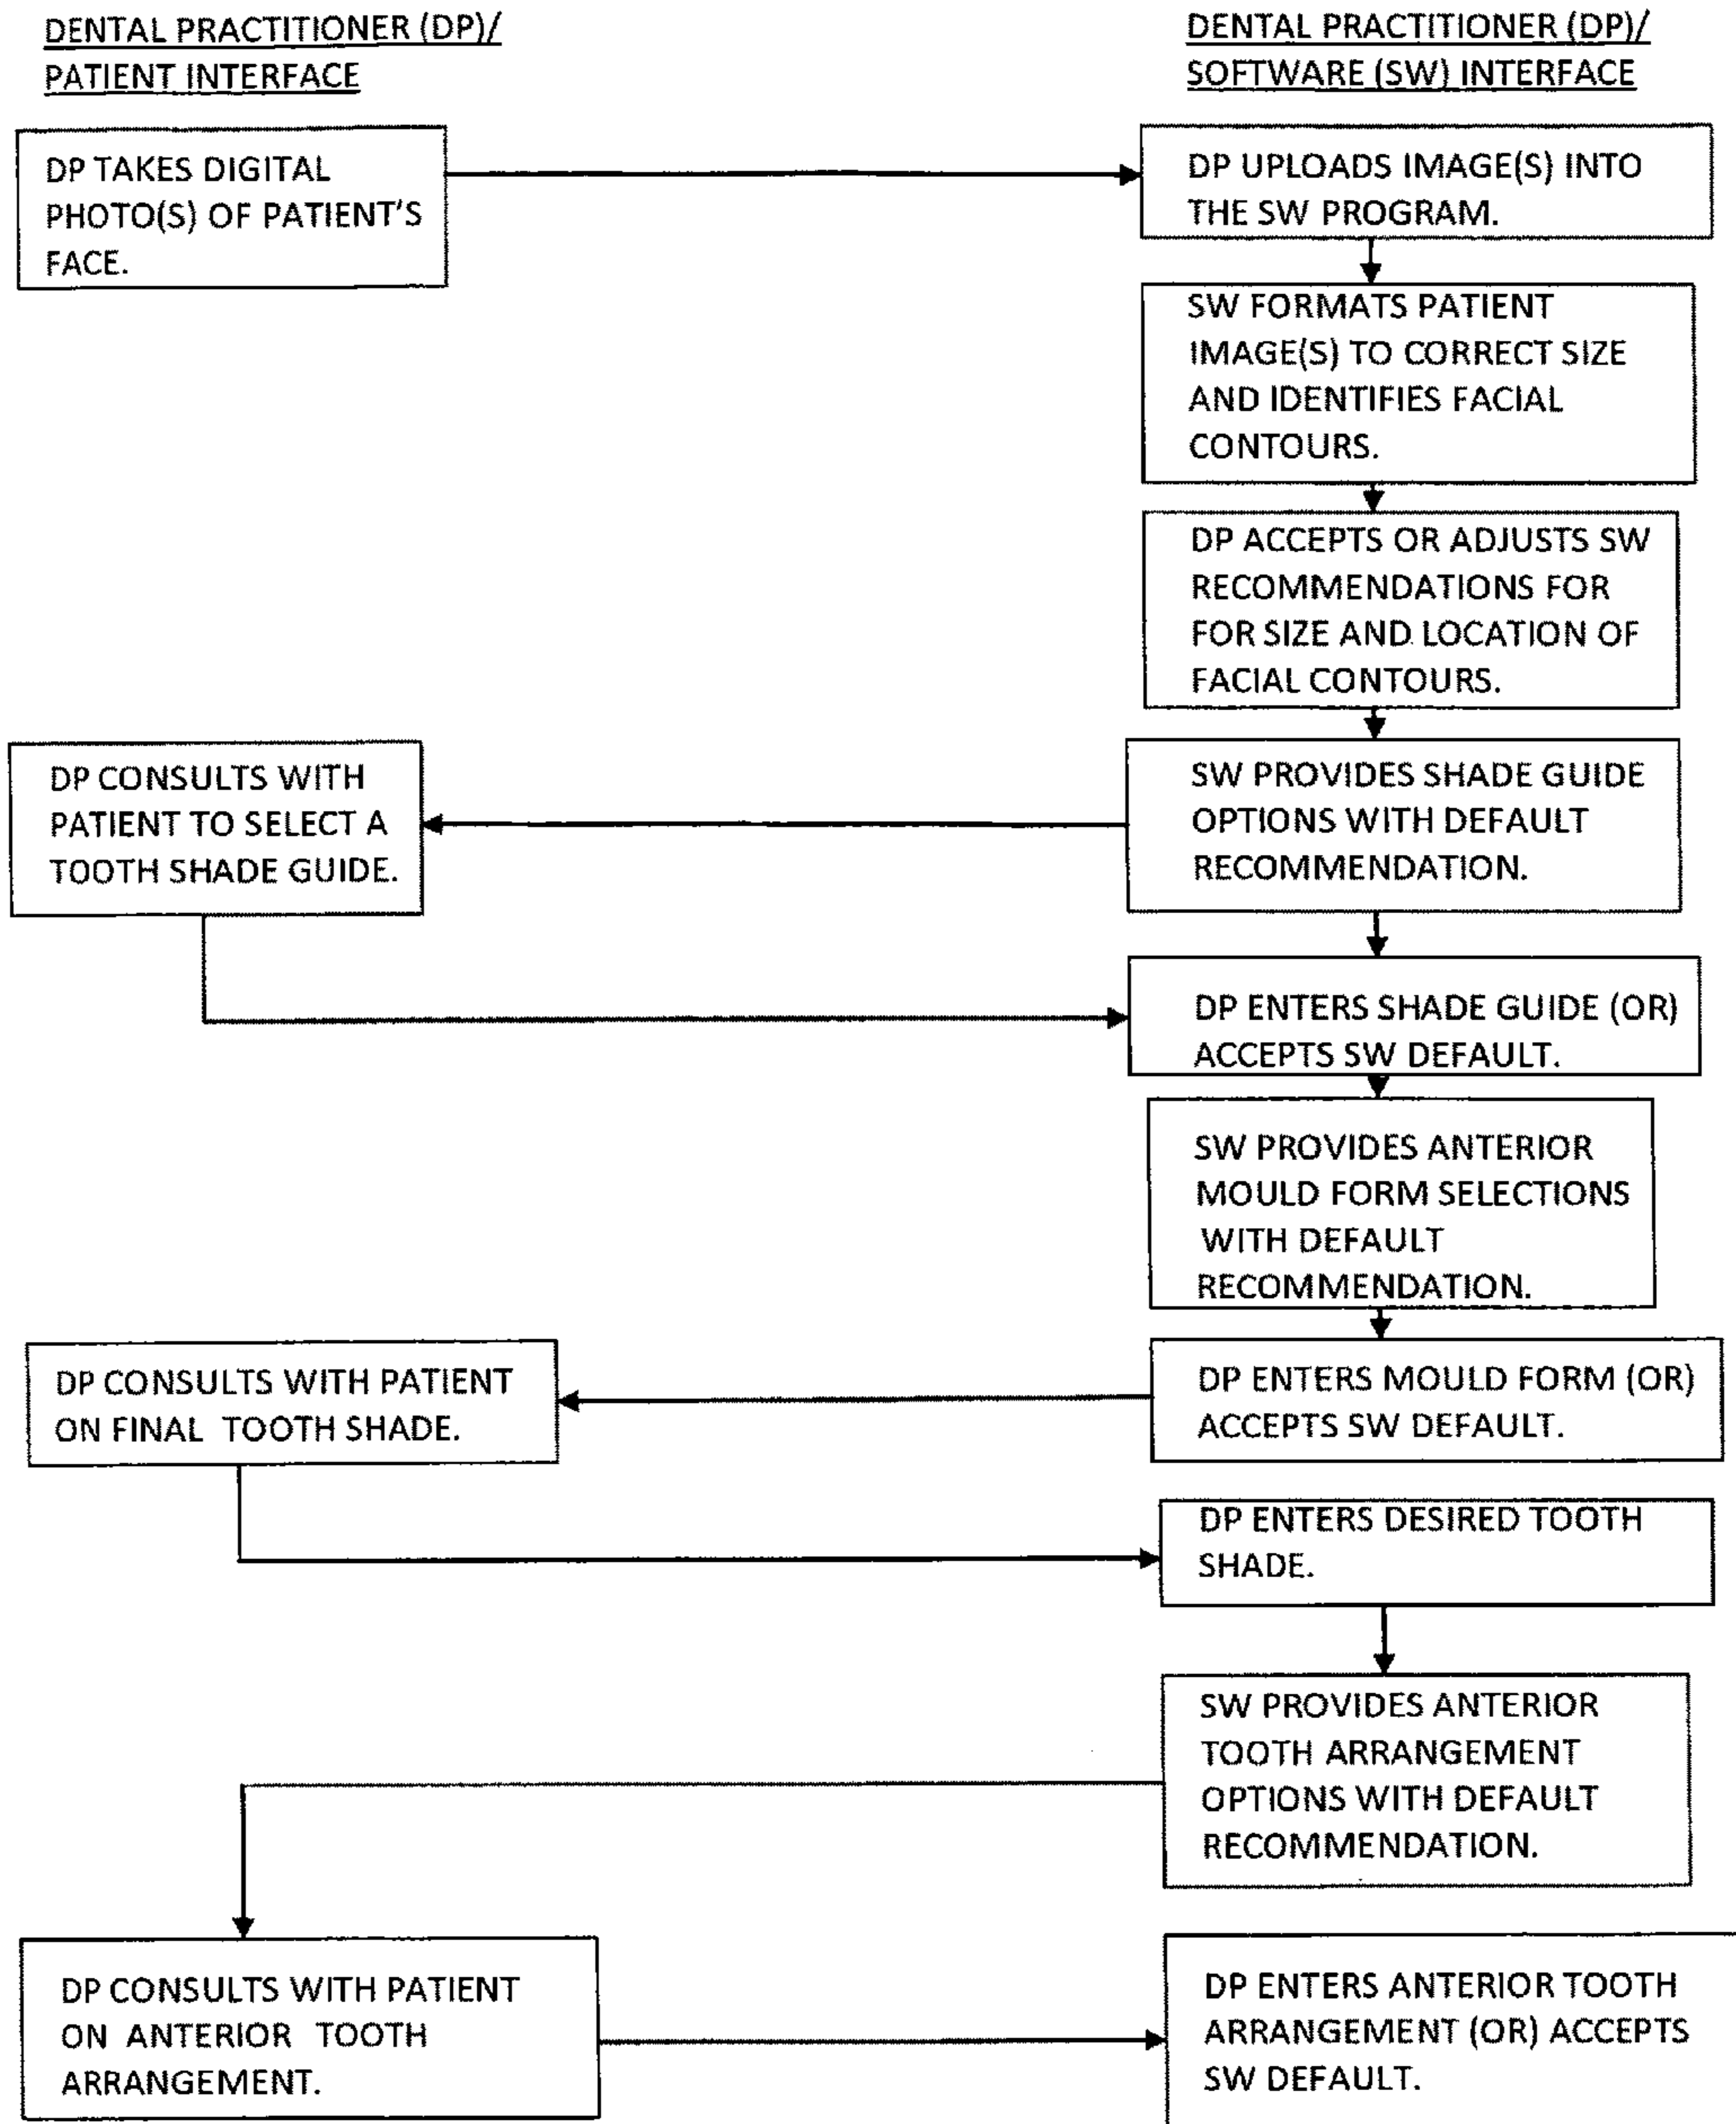 DENTAL PRACTITIONER (DP)/
PATIENT INTERFACE
DENTAL PRACTITIONER (DP)/
SOFTWARE (SW) INTERFACE
DP TAKES DIGITAL
PHOTO(S) OF PATIENT'S
FACE.
DP UPLOADS IMAGE(S) INTO
THE SW PROGRAM.
SW FORMATS PATIENT
IMAGE(S) TO CORRECT SIZE
AND IDENTIFIES FACIAL
CONTOURS.
DP ACCEPTS OR ADJUSTS SW
RECOMMENDATIONS FOR
FOR SIZE AND LOCATION OF
FACIAL CONTOURS.
SW PROVIDES SHADE GUIDE
OPTIONS WITH DEFAULT
RECOMMENDATION.
DP CONSULTS WITH
PATIENT TO SELECT A
TOOTH SHADE GUIDE.
DP ENTERS SHADE GUIDE (OR)
ACCEPTS SW DEFAULT.
SW PROVIDES ANTERIOR
MOULD FORM SELECTIONS
WITH DEFAULT
RECOMMENDATION.
DP ENTERS MOULD FORM (OR)
ACCEPTS SW DEFAULT.
DP CONSULTS WITH PATIENT
ON FINAL TOOTH SHADE.
DP ENTERS DESIRED TOOTH
SHADE.
SW PROVIDES ANTERIOR
TOOTH ARRANGEMENT
OPTIONS WITH DEFAULT
RECOMMENDATION.
DP CONSULTS WITH PATIENT
ON ANTERIOR TOOTH
ARRANGEMENT.
DP ENTERS ANTERIOR TOOTH
ARRANGEMENT (OR) ACCEPTS
SW DEFAULT.